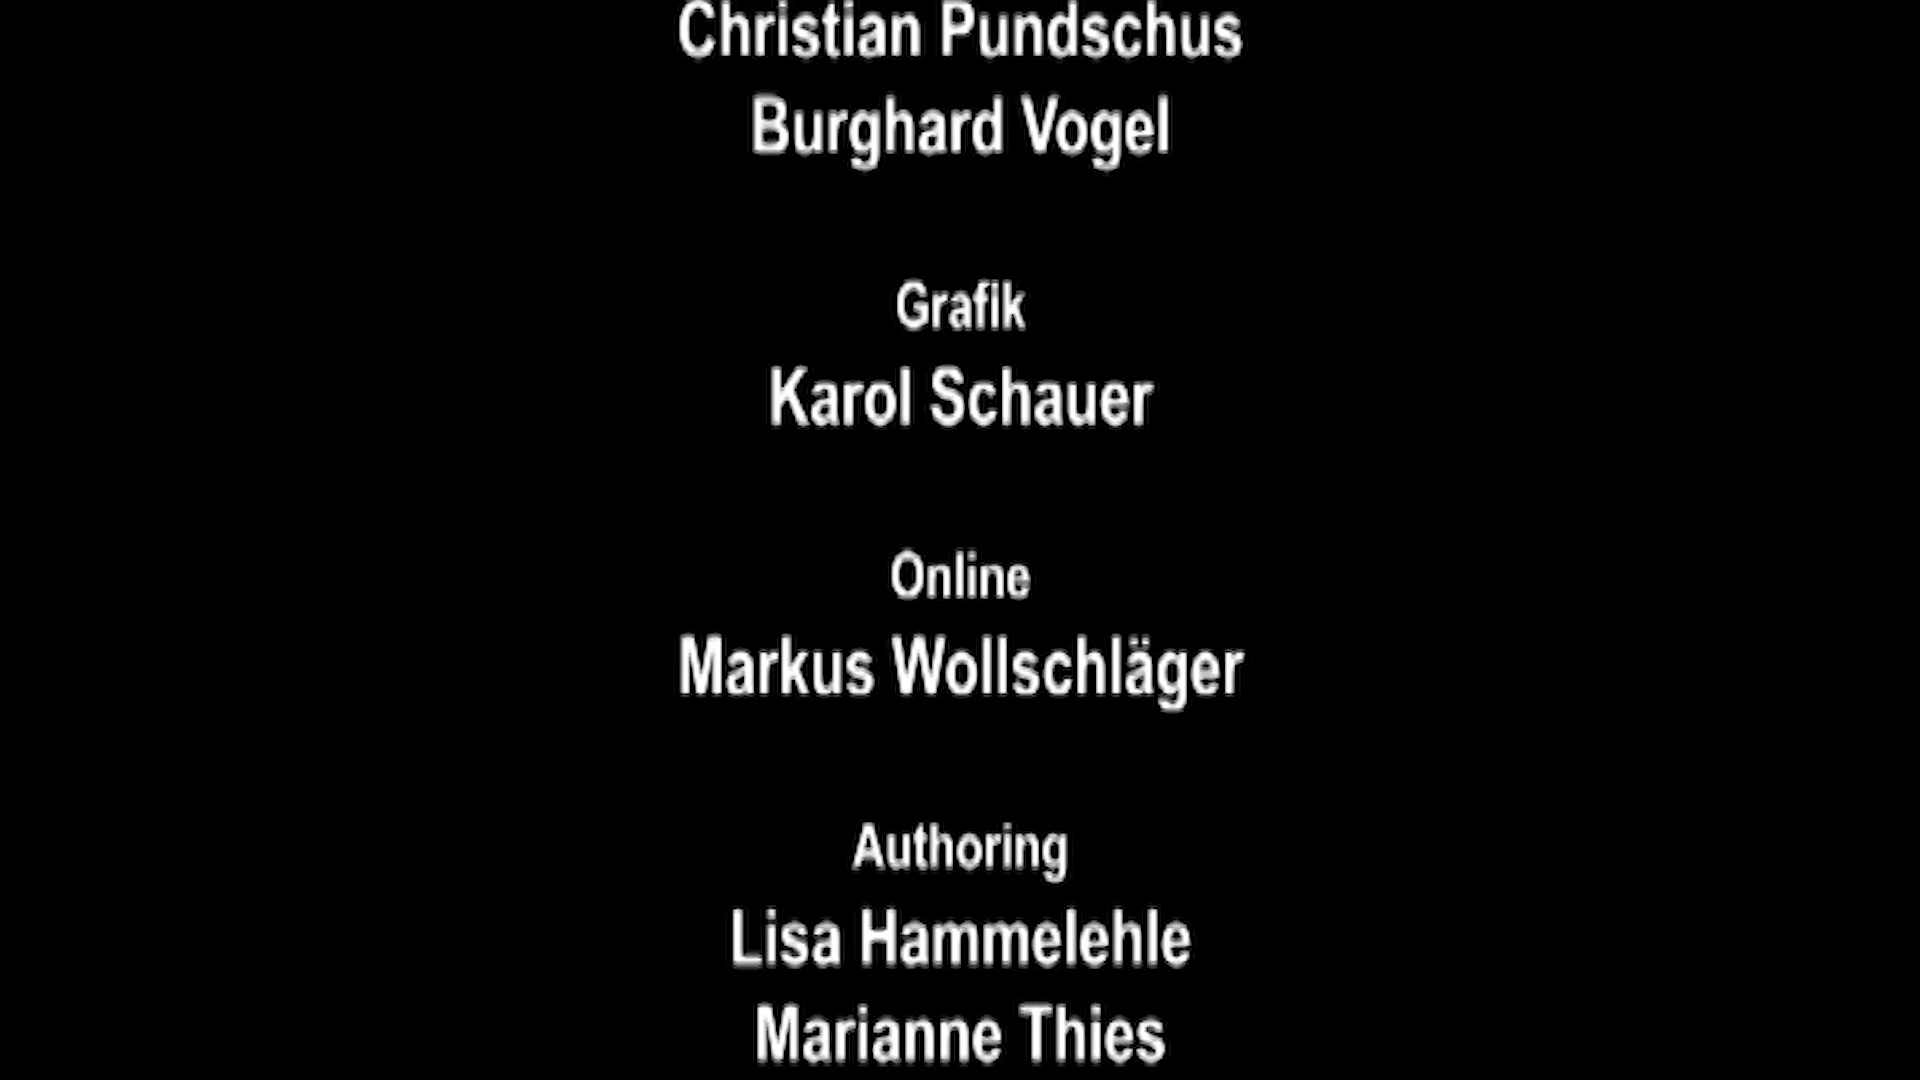 Christian Pundschus
Burghard Vogel
Grafik
Karol Schauer
Online
Markus Wollschläger
Authoring
Lisa Hammelehle
Marianne Thies